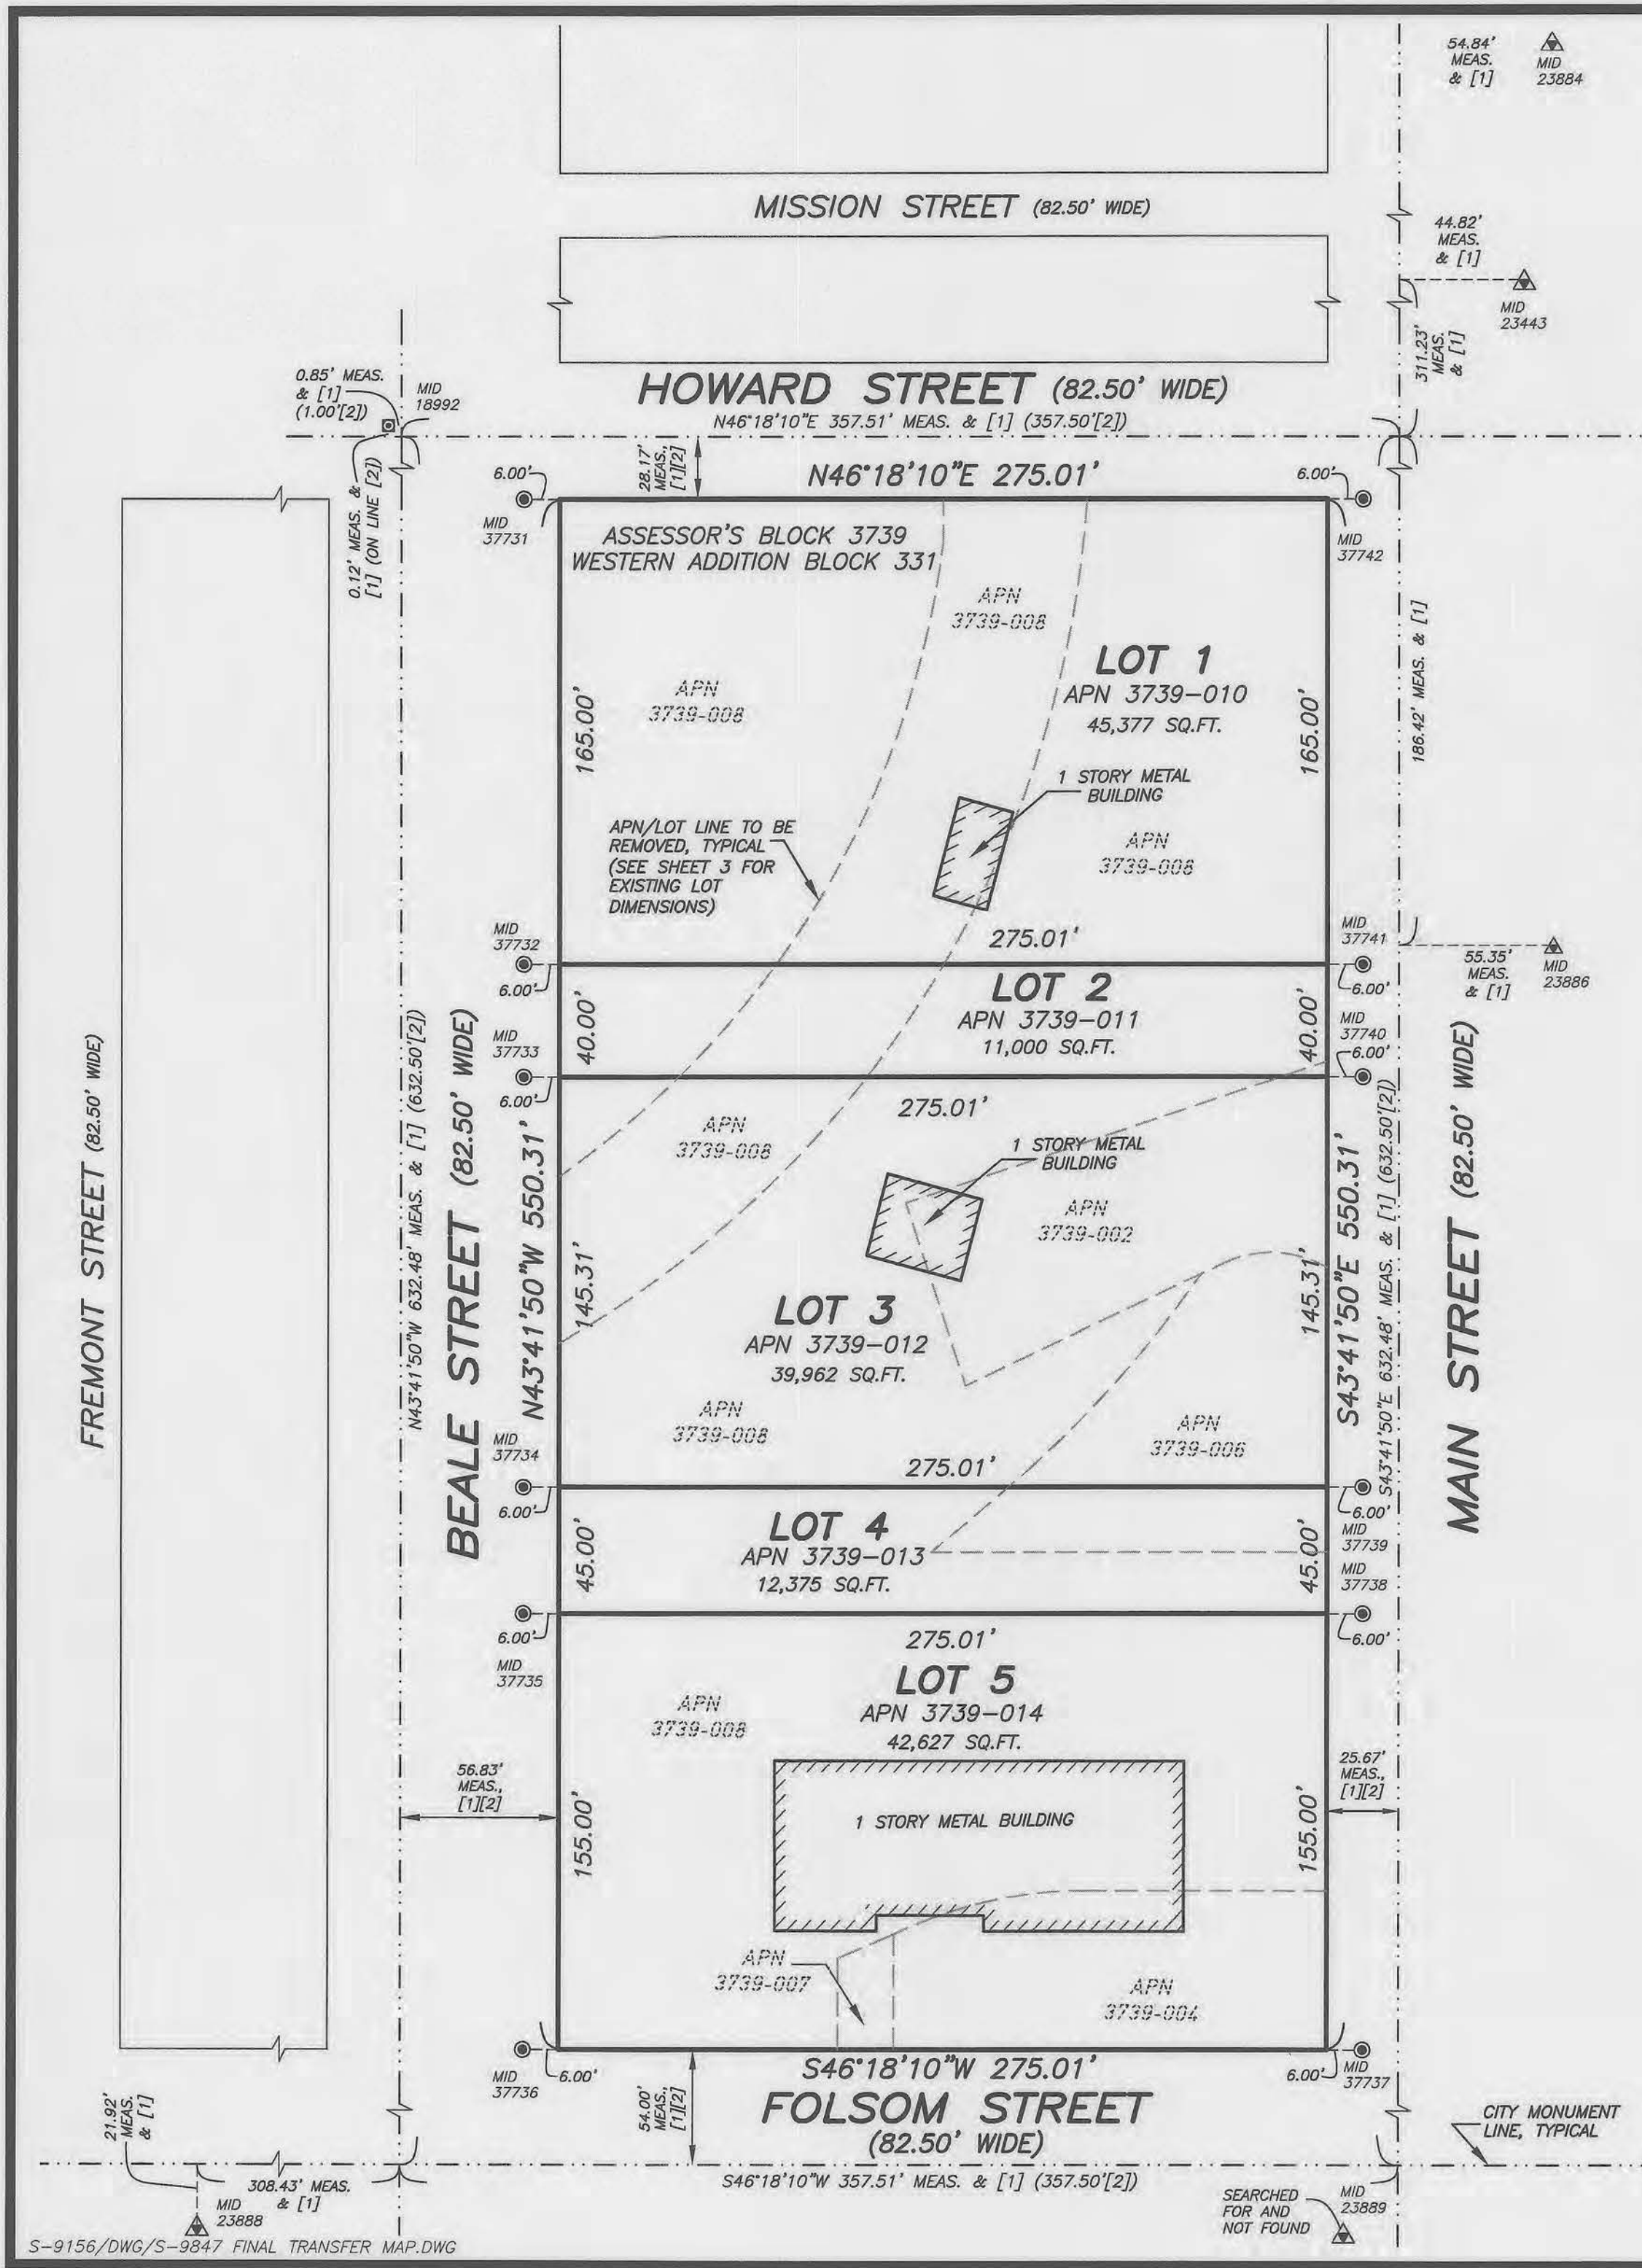 54.84'
MEAS.
& [1]
MID
23884
MISSION STREET (82.50' WIDE)
44.82'
MEAS.
& [1]
MID
23443
311.23'
MEAS.
& [1]
0.85' MEAS.
& [1]
(1.00'[2])
MID
18992
HOWARD STREET (82.50' WIDE)
N46°18'10"E 357.51' MEAS. & [1] (357.50'[2])
0.12' MEAS. &
[1] (ON LINE [2])
28.17'
MEAS.,
[1][2]
6.00'
N46°18'10"E 275.01'
6.00'
MID
37731
MID
37742
ASSESSOR'S BLOCK 3739
WESTERN ADDITION BLOCK 331
APN
3739-008
LOT 1
APN 3739-010
45,377 SQ.FT.
APN
3739-008
165.00'
165.00'
186.42' MEAS. & [1]
1 STORY METAL
BUILDING
APN/LOT LINE TO BE
REMOVED, TYPICAL
(SEE SHEET 3 FOR
EXISTING LOT
DIMENSIONS)
APN
3739-008
MID
37732
275.01'
MID
37741
6.00'
6.00'
55.35'
MEAS.
& [1]
MID
23886
LOT 2
APN 3739-011
11,000 SQ.FT.
40.00'
40.00'
MID
37733
MID
37740
6.00'
6.00'
275.01'
FREMONT STREET (82.50' WIDE)
N43°41'50"W 632.48' MEAS. & [1] (632.50'[2])
BEALE STREET (82.50' WIDE)
N43°41'50"W 550.31'
APN
3739-008
1 STORY METAL
BUILDING
APN
3739-002
145.31'
145.31'
S43°41'50"E 550.31'
S43°41'50"E 632.48' MEAS. & [1] (632.50'[2])
MAIN STREET (82.50' WIDE)
LOT 3
APN 3739-012
39,962 SQ.FT.
APN
3739-008
APN
3739-006
MID
37734
275.01'
6.00'
6.00'
LOT 4
APN 3739-013
12,375 SQ.FT.
45.00'
45.00'
MID
37739
MID
37738
6.00'
6.00'
275.01'
MID
37735
LOT 5
APN 3739-014
42,627 SQ.FT.
APN
3739-008
56.83'
MEAS.,
[1][2]
25.67'
MEAS.,
[1][2]
155.00'
155.00'
1 STORY METAL BUILDING
APN
3739-007
APN
3739-004
MID
37736
6.00'
S46°18'10"W 275.01'
6.00'
MID
37737
54.00'
MEAS.,
[1][2]
FOLSOM STREET
(82.50' WIDE)
S46°18'10"W 357.51' MEAS. & [1] (357.50'[2])
CITY MONUMENT
LINE, TYPICAL
21.92'
MEAS.
& [1]
308.43' MEAS.
& [1]
MID
23888
SEARCHED
FOR AND
NOT FOUND
MID
23889
S-9156/DWG/S-9847 FINAL TRANSFER MAP.DWG